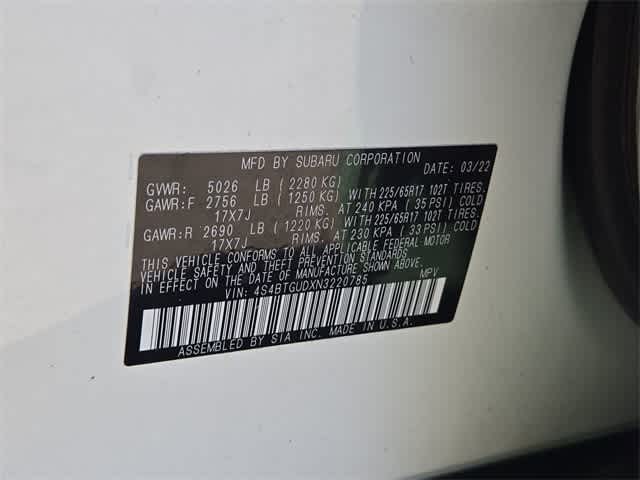 MFD BY SUBARU CORPORATION DATE: 03/22
GVWR: 5026 LB (2280 KG)
GAWR:F 2756 LB (1250 KG) WITH 225/65R17 102T TIRES.
17X7J RIMS. AT 240 KPA (35 PSI) COLD
GAWR:R 2690 LB (1220 KG) WITH 225/65R17 102T TIRES.
17X7J RIMS. AT 230 KPA (33 PSI) COLD
THIS VEHICLE CONFORMS TO ALL APPLICABLE FEDERAL MOTOR
VEHICLE SAFETY AND THEFT PREVENTION STANDARDS
IN EFFECT ON THE DATE OF MANUFACTURE SHOWN ABOVE.
VIN: 4S4BTGUDXN3220785 MPV
ASSEMBLED BY SIA INC. MADE IN U.S.A.